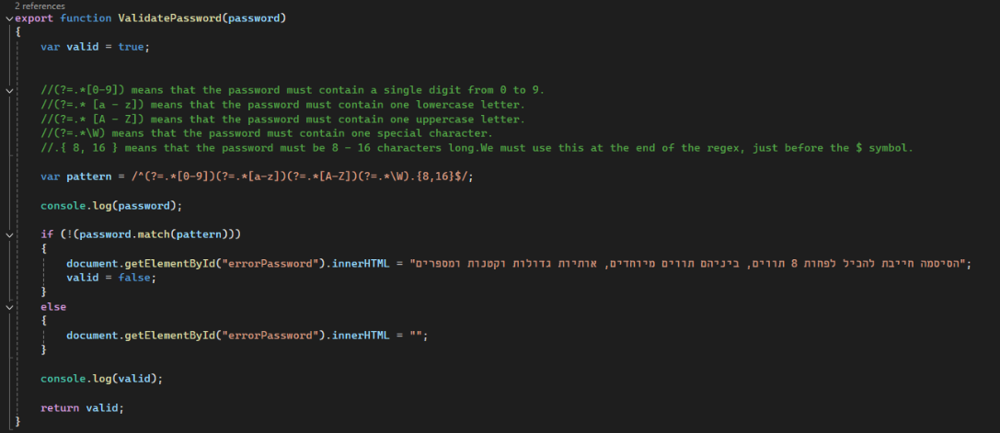 2 references
export function ValidatePassword(password)
{
var valid = true;
//(?=.*[0-9]) means that the password must contain a single digit from 0 to 9.
//(?=.* [a - z]) means that the password must contain one lowercase letter.
//(?=.* [A - Z]) means that the password must contain one uppercase letter.
//(?=.*\W) means that the password must contain one special character.
//.{ 8, 16 } means that the password must be 8 - 16 characters long.We must use this at the end of the regex, just before the $ symbol.
var pattern = /^(?=.*[0-9])(?=.*[a-z])(?=.*[A-Z])(?=.*\W).{8,16}$/;
console.log(password);
if (!(password.match(pattern)))
{
document.getElementById("errorPassword").innerHTML = "הסיסמה חייבת להכיל לפחות 8 תווים, ביניהם תווים מיוחדים, אותיות גדולות וקטנות ומספרים";
valid = false;
}
else
{
document.getElementById("errorPassword").innerHTML = "";
}
console.log(valid);
return valid;
}